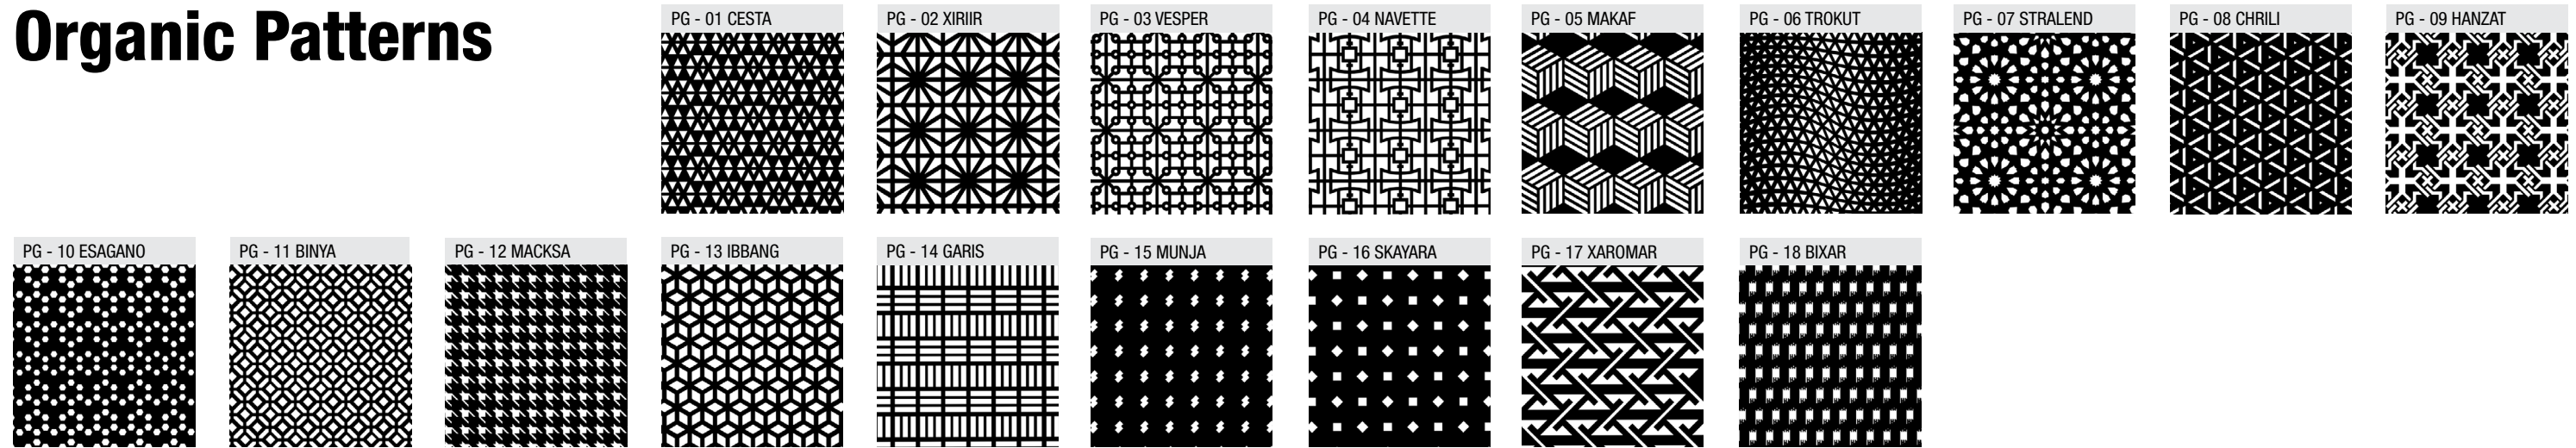 Organic Patterns
PG - 01 CESTA
PG - 02 XIRIIR
PG - 03 VESPER
PG - 04 NAVETTE
PG - 05 MAKAF
PG - 06 TROKUT
PG - 07 STRALEND
PG - 08 CHRILI
PG - 09 HANZAT
PG - 10 ESAGANO
PG - 11 BINYA
PG - 12 MACKSA
PG - 13 IBBANG
PG - 14 GARIS
PG - 15 MUNJA
PG - 16 SKAYARA
PG - 17 XAROMAR
PG - 18 BIXAR